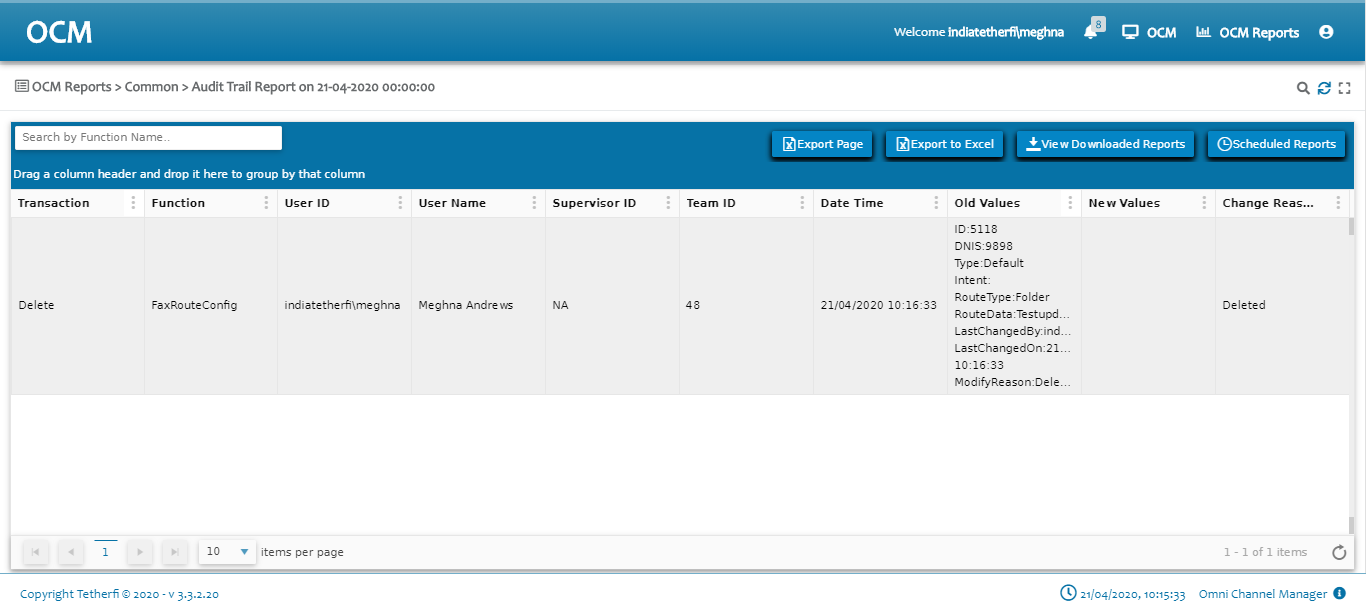 OCM
Welcome indiatetherfi\meghna
8
OCM
OCM Reports
OCM Reports > Common > Audit Trail Report on 21-04-2020 00:00:00
Search by Function Name..
Export Page
Export to Excel
View Downloaded Reports
Scheduled Reports
Drag a column header and drop it here to group by that column
Transaction Function User ID User Name Supervisor ID Team ID Date Time Old Values New Values Change Reas...
Delete FaxRouteConfig indiatetherfi\meghna Meghna Andrews NA 48 21/04/2020 10:16:33
ID:5118
DNIS:9898
Type:Default
Intent:
RouteType:Folder
RouteData:Testupd...
LastChangedBy:ind...
LastChangedOn:21...
10:16:33
ModifyReason:Dele...
Deleted
1
10 items per page
1 - 1 of 1 items
Copyright Tetherfi © 2020 - v 3.3.2.20
21/04/2020, 10:15:33
Omni Channel Manager